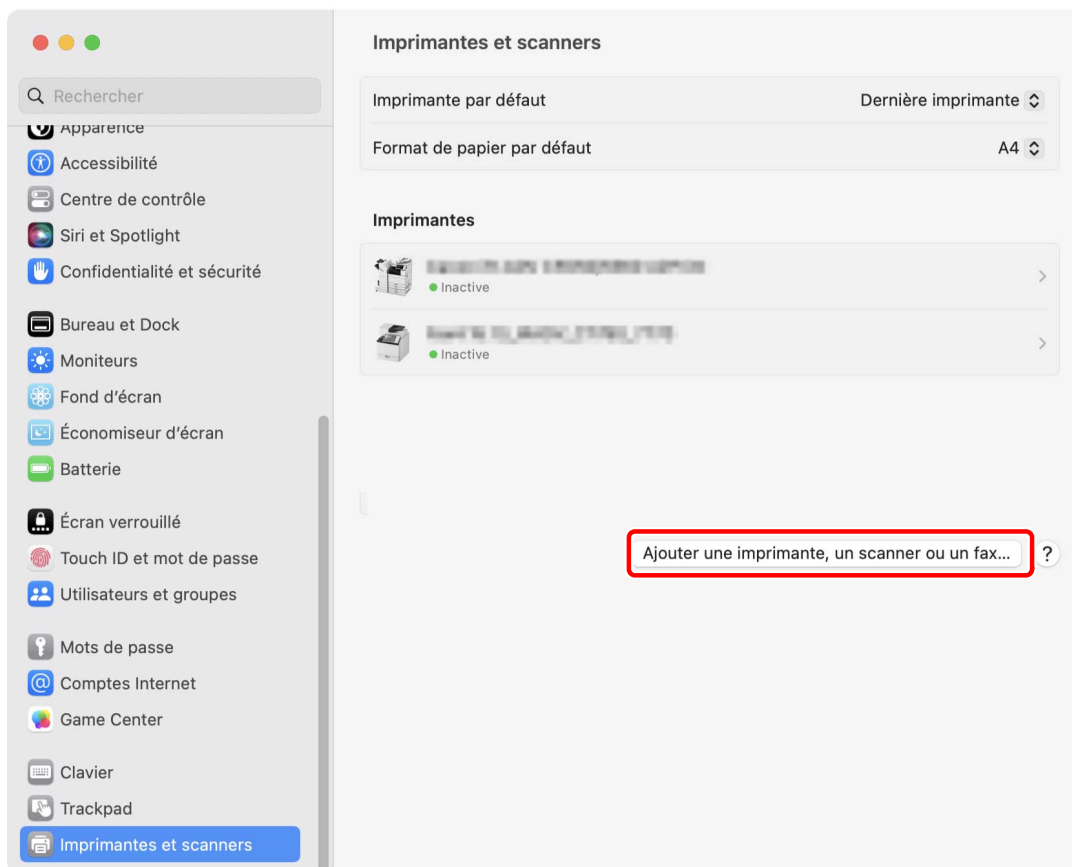 Rechercher
Apparence
Accessibilité
Centre de contrôle
Siri et Spotlight
Confidentialité et sécurité
Bureau et Dock
Moniteurs
Fond d'écran
Économiseur d'écran
Batterie
Écran verrouillé
Touch ID et mot de passe
Utilisateurs et groupes
Mots de passe
Comptes Internet
Game Center
Clavier
Trackpad
Imprimantes et scanners
Imprimantes et scanners
Imprimante par défaut Dernière imprimante
Format de papier par défaut A4
Imprimantes
Inactive
Inactive
Ajouter une imprimante, un scanner ou un fax... ?